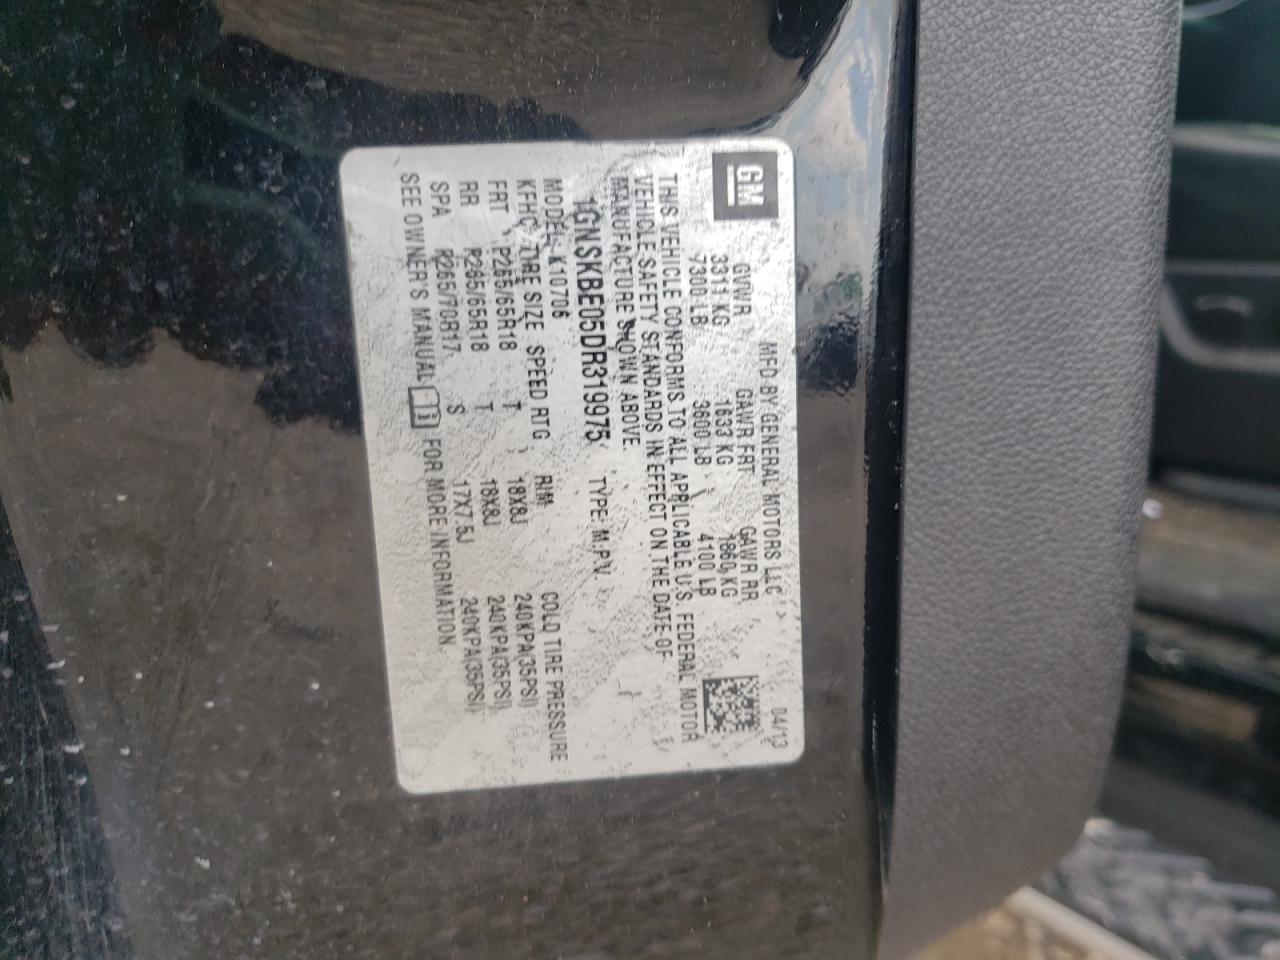 GM
MFD BY GENERAL MOTORS LLC 04/13
GVWR GAWR FRT GAWR RR
3311 KG 1633 KG 1860 KG
7300 LB 3600 LB 4100 LB
THIS VEHICLE CONFORMS TO ALL APPLICABLE U.S. FEDERAL MOTOR
VEHICLE SAFETY STANDARDS IN EFFECT ON THE DATE OF
MANUFACTURE SHOWN ABOVE.
1GNSKBE05DR319975 TYPE: M.P.V.
MODEL: K10706
KFHC TIRE SIZE SPEED RTG RIM COLD TIRE PRESSURE
FRT P265/65R18 T 18X8J 240KPA(35PSI)
RR P265/65R18 T 18X8J 240KPA(35PSI)
SPA P265/70R17 S 17X7.5J 240KPA(35PSI)
SEE OWNER'S MANUAL i FOR MORE INFORMATION.